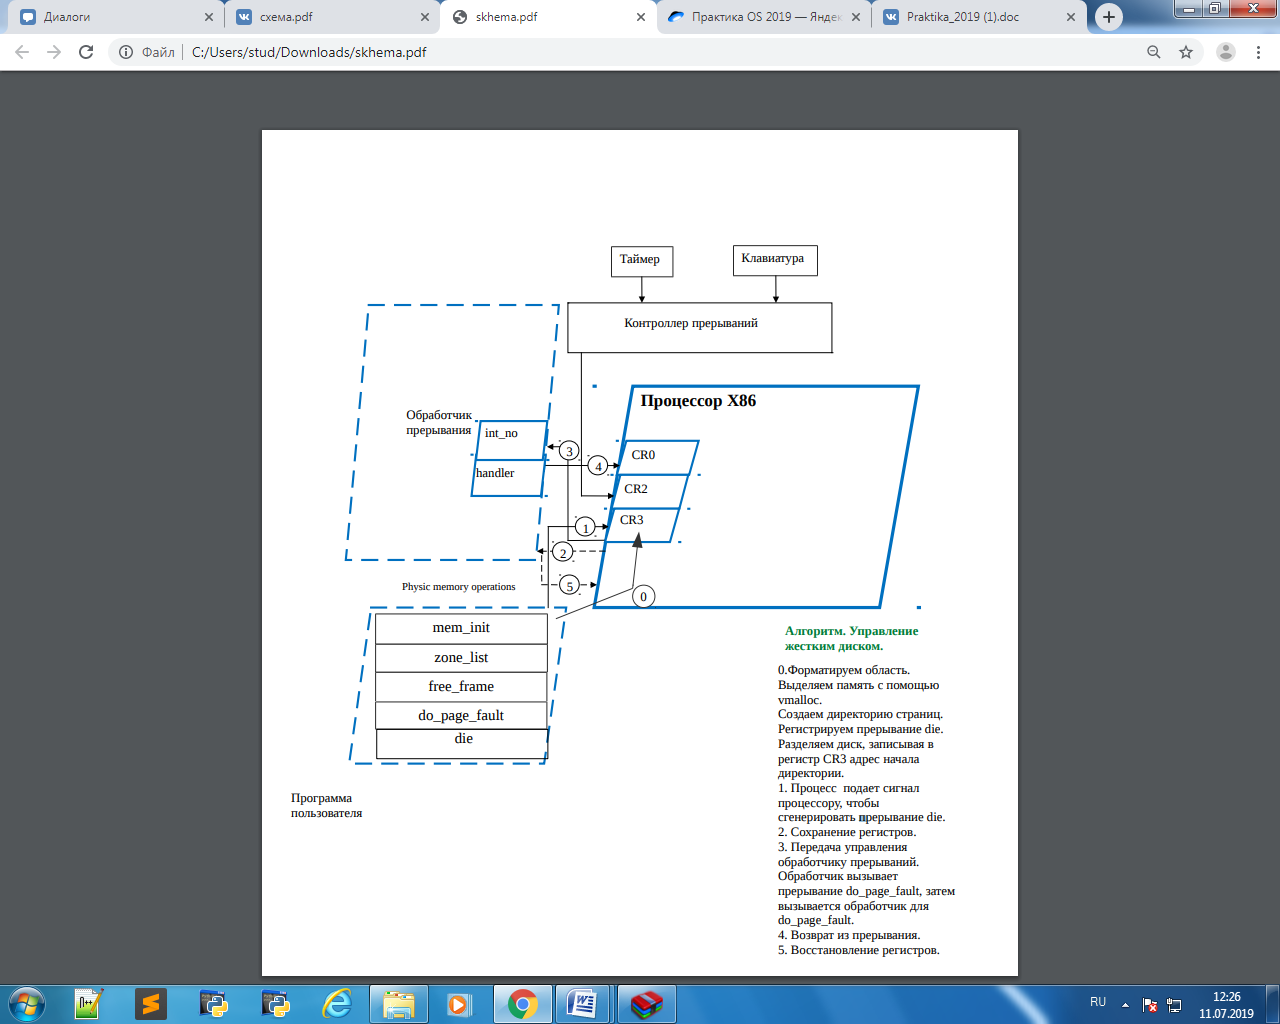 Диалоги
схема.pdf
skhema.pdf
Практика OS 2019 — Яндек
Praktika_2019 (1).doc
Файл
C:/Users/stud/Downloads/skhema.pdf
Таймер
Клавиатура
Контроллер прерываний
Процессор X86
Обработчик
прерывания
int_no
handler
3
4
CR0
CR2
CR3
1
2
5
0
Physic memory operations
mem_init
zone_list
free_frame
do_page_fault
die
Программа
пользователя
Алгоритм. Управление
жестким диском.
0.Форматируем область.
Выделяем память с помощью
vmalloc.
Создаем директорию страниц.
Регистрируем прерывание die.
Разделяем диск, записывая в
регистр CR3 адрес начала
директории.
1. Процесс  подает сигнал
процессору, чтобы
сгенерировать прерывание die.
2. Сохранение регистров.
3. Передача управления
обработчику прерываний.
Обработчик вызывает
прерывание do_page_fault, затем
вызывается обработчик для
do_page_fault.
4. Возврат из прерывания.
5. Восстановление регистров.
RU
12:26
11.07.2019